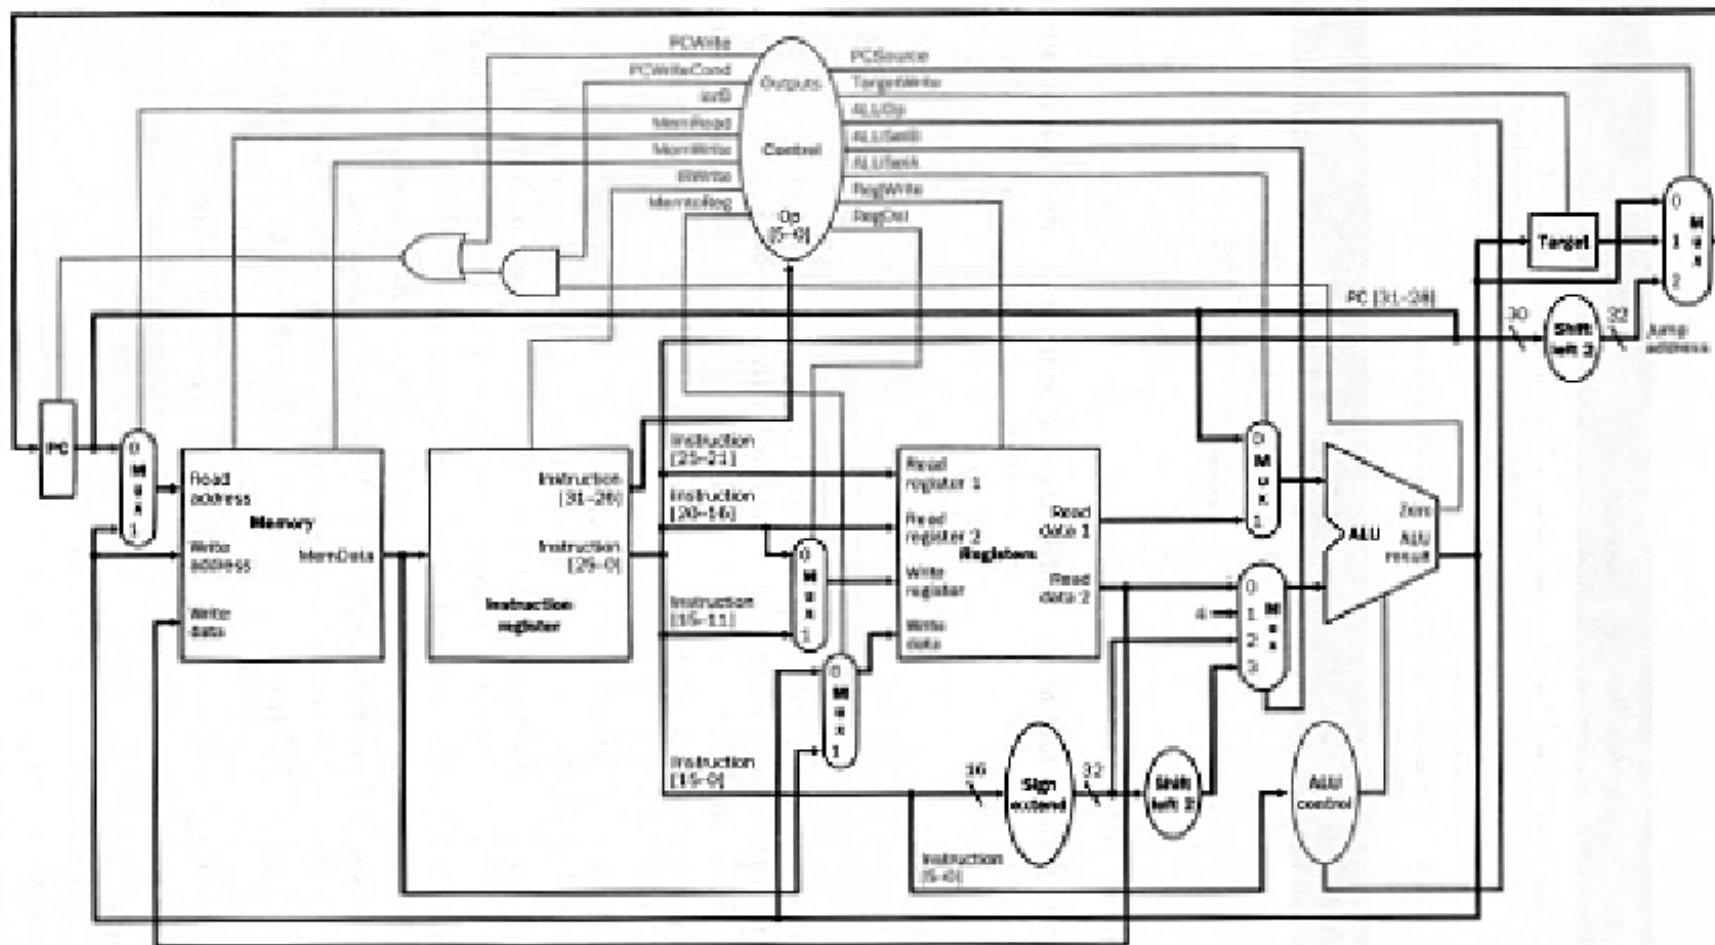 PCWrite
PCWriteCond
IorD
MemRead
MemWrite
IRWrite
MemtoReg
Outputs
Control
Op
[5-0]
PCSource
TargetWrite
ALUOp
ALUSelB
ALUSelA
RegWrite
RegDst
0
1
2
Mux
Target
PC [31-28]
30
Shift
left 2
32
Jump
address
PC
0
Mux
1
Read
address
Memory
Write
address
MemData
Write
data
Instruction
[31-26]
Instruction
[25-0]
Instruction
register
Instruction
[25-21]
Instruction
[20-16]
Instruction
[15-11]
Instruction
[15-0]
Instruction
[5-0]
0
Mux
1
0
Mux
1
Read
register 1
Read
register 2
Registers
Write
register
Write
data
Read
data 1
Read
data 2
0
Mux
1
0
4
1
Mux
2
3
Zero
ALU
ALU
result
16
Sign
extend
32
Shift
left 2
ALU
control